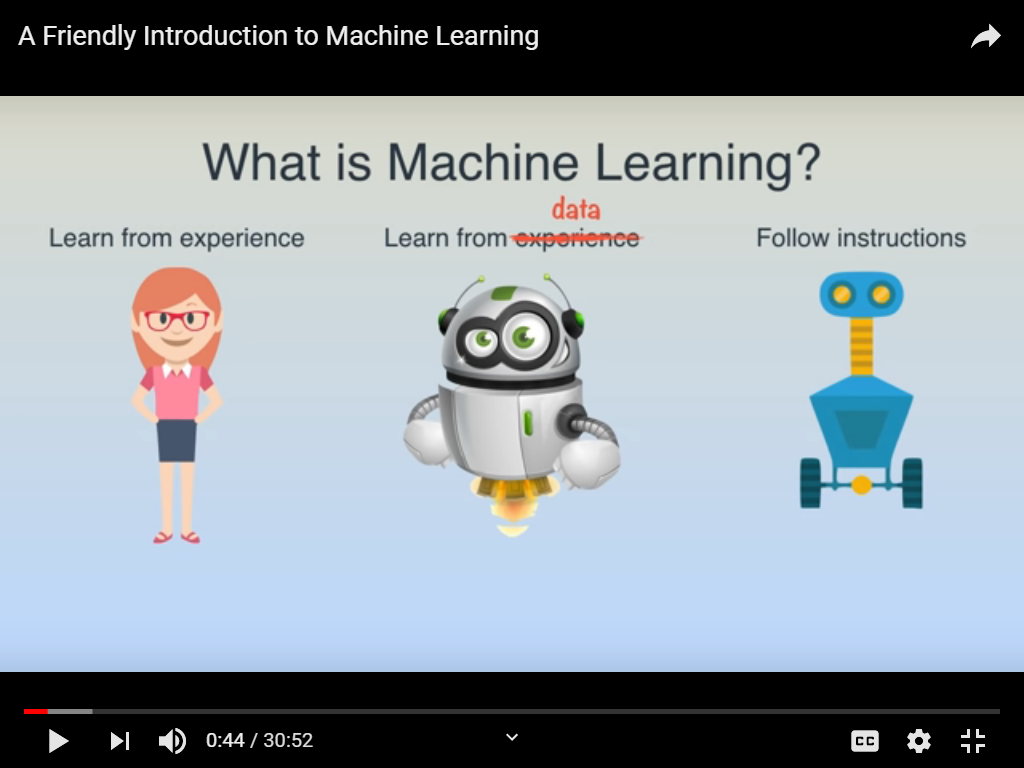 A Friendly Introduction to Machine Learning
What is Machine Learning?
data
Learn from experience
Learn from experience
Follow instructions
0:44 / 30:52
CC